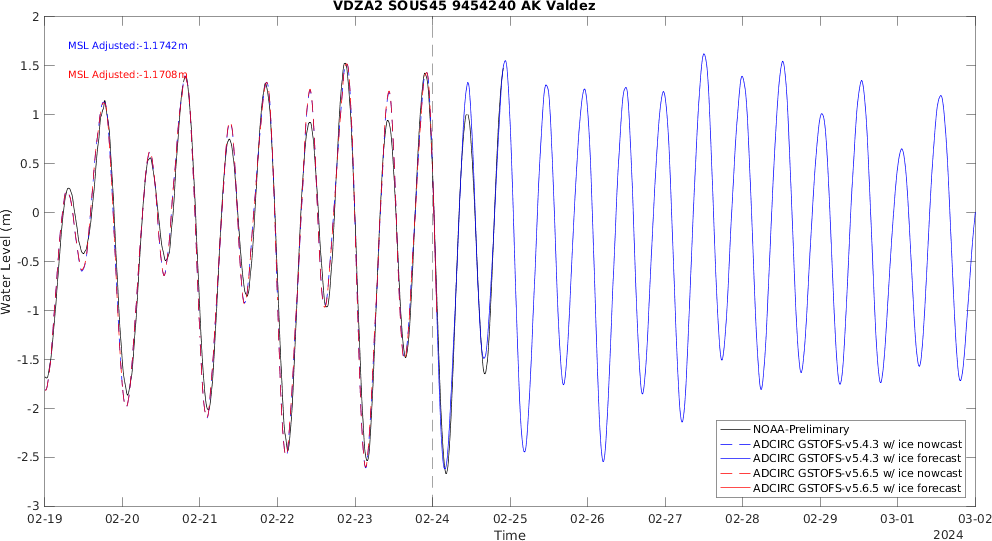 VDZA2 SOUS45 9454240 AK Valdez
MSL Adjusted:-1.1742m
MSL Adjusted:-1.1708m
Water Level (m)
2
1.5
1
0.5
0
-0.5
-1
-1.5
-2
-2.5
-3
NOAA-Preliminary
ADCIRC GSTOFS-v5.4.3 w/ ice nowcast
ADCIRC GSTOFS-v5.4.3 w/ ice forecast
ADCIRC GSTOFS-v5.6.5 w/ ice nowcast
ADCIRC GSTOFS-v5.6.5 w/ ice forecast
02-19 02-20 02-21 02-22 02-23 02-24 02-25 02-26 02-27 02-28 02-29 03-01 03-02
Time
2024